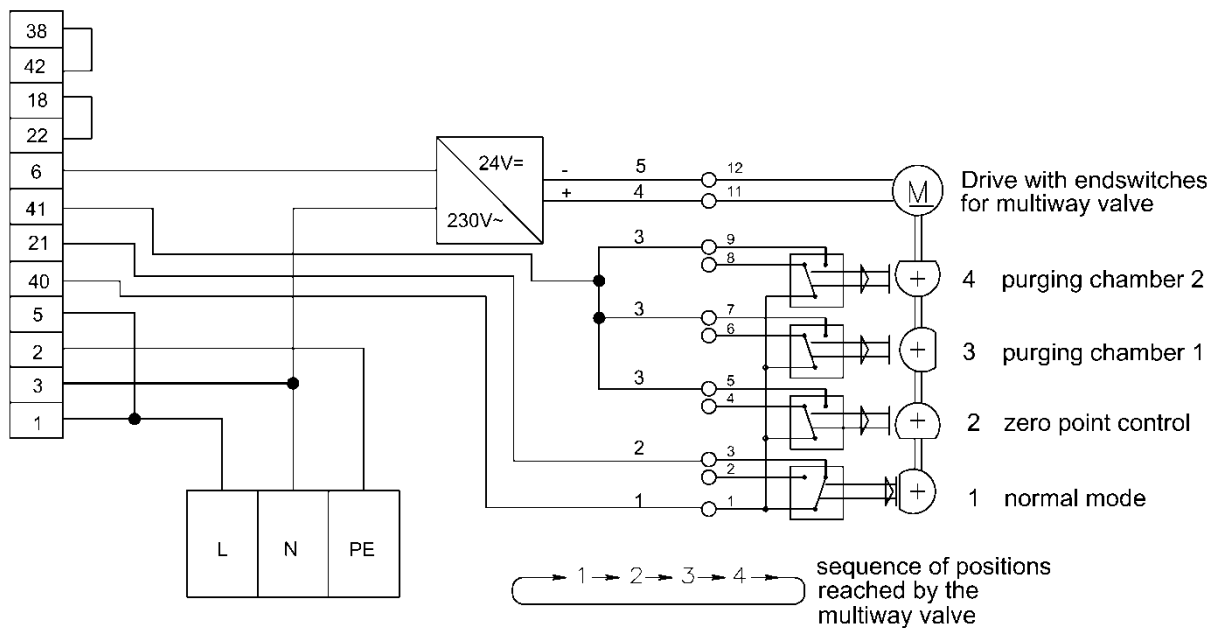 38
42
18
22
6
41
21
40
5
2
3
1
24V=
230V~
- 5 12
+ 4 11
M
Drive with endswitches
for multiway valve
3 9
8
4 purging chamber 2
3 7
6
3 purging chamber 1
3 5
4
2 zero point control
2 3
2
1 1
1 normal mode
L N PE
1 2 3 4
sequence of positions
reached by the
multiway valve